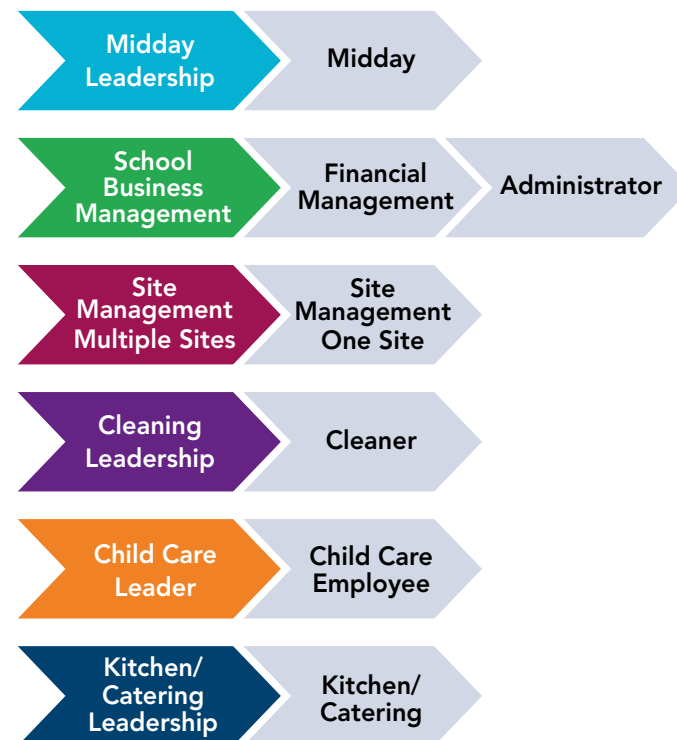 Midday
Leadership
Midday
School
Business
Management
Financial
Management
Administrator
Site
Management
Multiple Sites
Site
Management
One Site
Cleaning
Leadership
Cleaner
Child Care
Leader
Child Care
Employee
Kitchen/
Catering
Leadership
Kitchen/
Catering